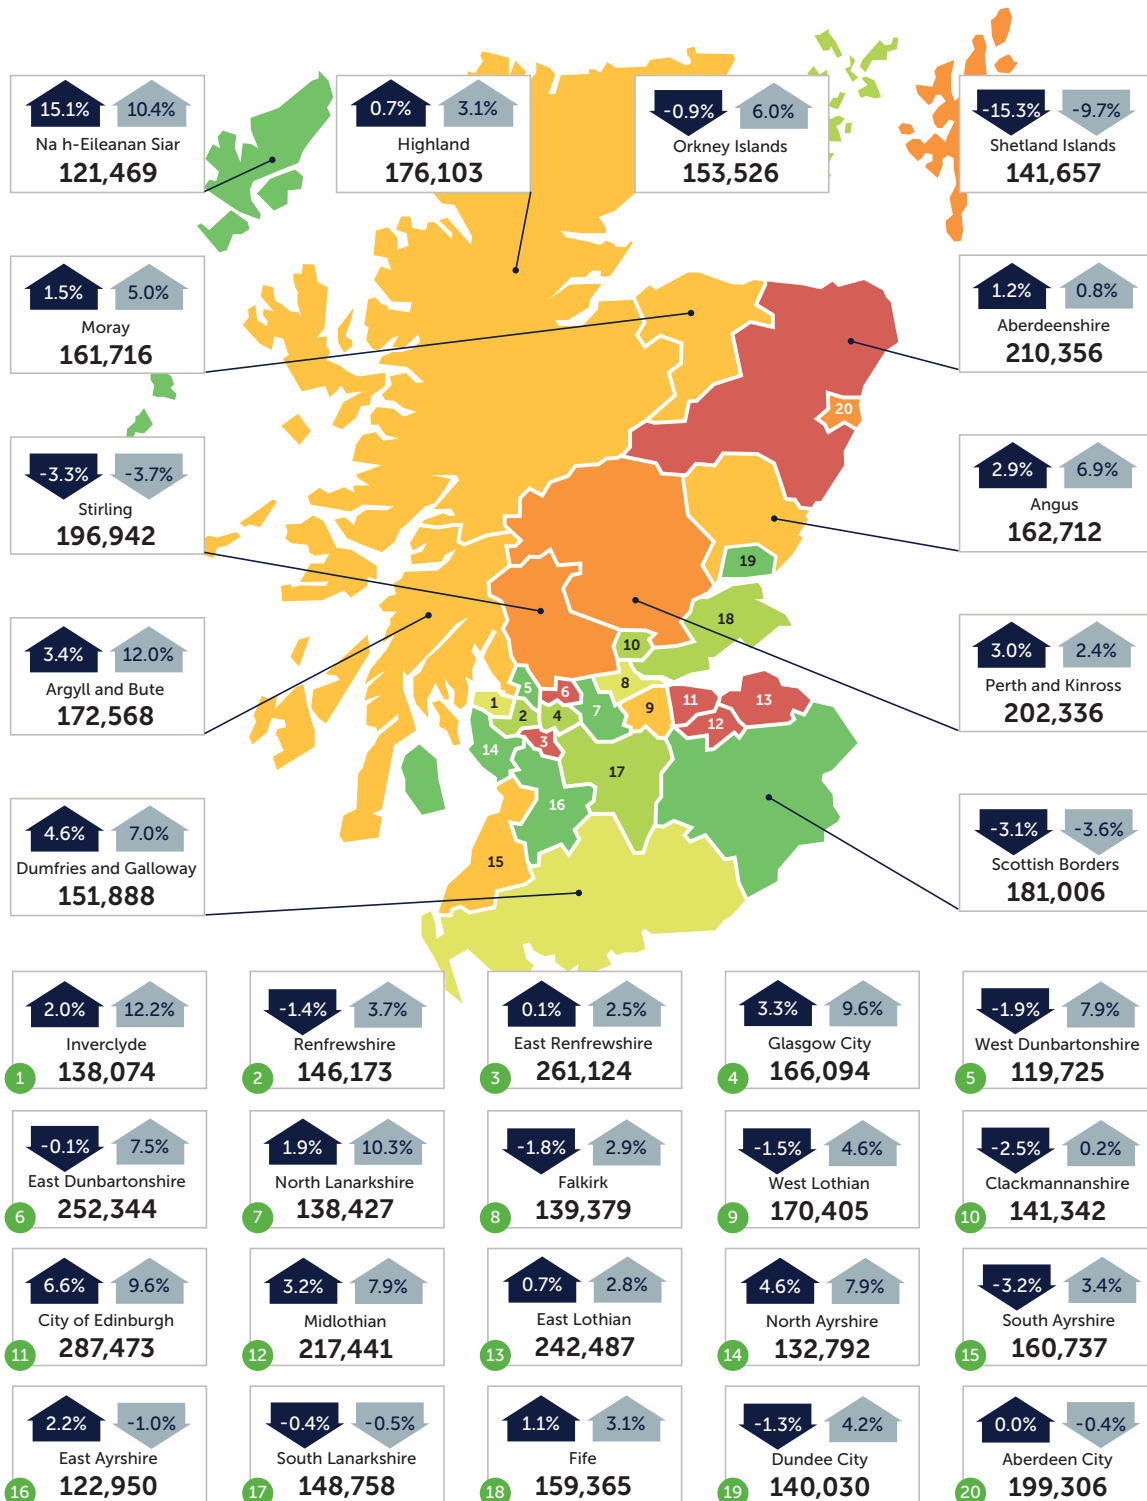 15.1% 10.4%
Na h-Eileanan Siar
121,469
0.7% 3.1%
Highland
176,103
-0.9% 6.0%
Orkney Islands
153,526
-15.3% -9.7%
Shetland Islands
141,657
1.5% 5.0%
Moray
161,716
1.2% 0.8%
Aberdeenshire
210,356
-3.3% -3.7%
Stirling
196,942
2.9% 6.9%
Angus
162,712
3.4% 12.0%
Argyll and Bute
172,568
3.0% 2.4%
Perth and Kinross
202,336
4.6% 7.0%
Dumfries and Galloway
151,888
-3.1% -3.6%
Scottish Borders
181,006
20
19
18
10
8
5
6
1
2
4
7
9
11
13
12
3
14
17
16
15
2.0% 12.2%
Inverclyde
1 138,074
-1.4% 3.7%
Renfrewshire
2 146,173
0.1% 2.5%
East Renfrewshire
3 261,124
3.3% 9.6%
Glasgow City
4 166,094
-1.9% 7.9%
West Dunbartonshire
5 119,725
-0.1% 7.5%
East Dunbartonshire
6 252,344
1.9% 10.3%
North Lanarkshire
7 138,427
-1.8% 2.9%
Falkirk
8 139,379
-1.5% 4.6%
West Lothian
9 170,405
-2.5% 0.2%
Clackmannanshire
10 141,342
6.6% 9.6%
City of Edinburgh
11 287,473
3.2% 7.9%
Midlothian
12 217,441
0.7% 2.8%
East Lothian
13 242,487
4.6% 7.9%
North Ayrshire
14 132,792
-3.2% 3.4%
South Ayrshire
15 160,737
2.2% -1.0%
East Ayrshire
16 122,950
-0.4% -0.5%
South Lanarkshire
17 148,758
1.1% 3.1%
Fife
18 159,365
-1.3% 4.2%
Dundee City
19 140,030
0.0% -0.4%
Aberdeen City
20 199,306